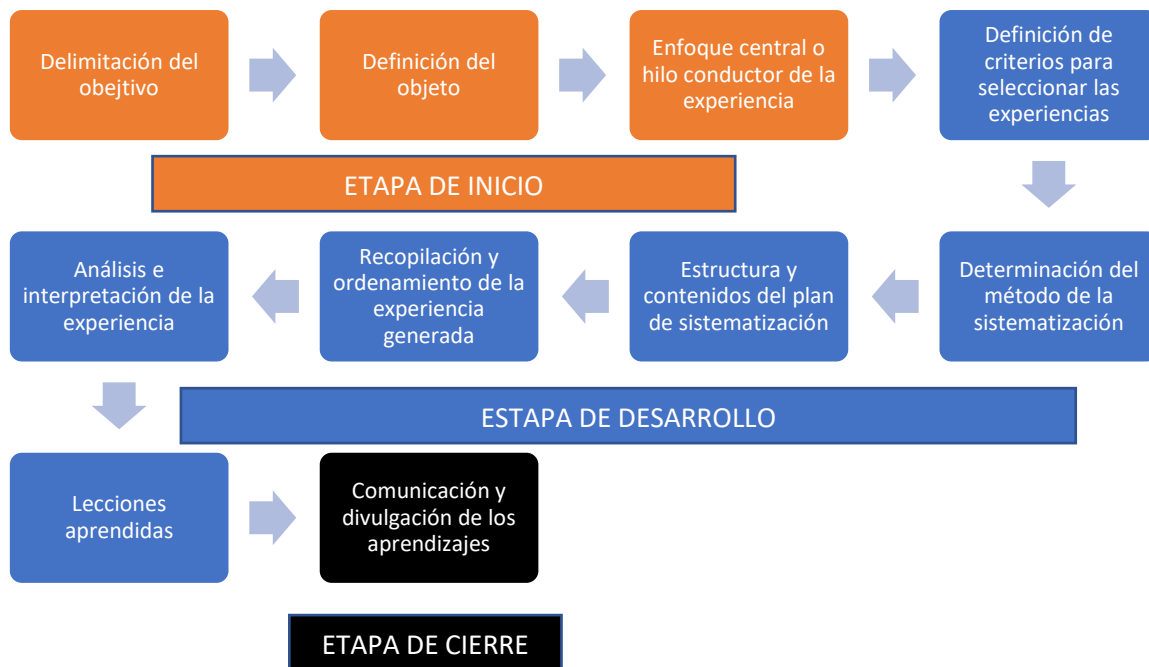 Delimitación del
obejtivo
Definición del
objeto
Enfoque central o
hilo conductor de la
experiencia
Definición de
criterios para
seleccionar las
experiencias
ETAPA DE INICIO
Análisis e
interpretación de la
experiencia
Recopilación y
ordenamiento de la
experiencia
generada
Estructura y
contenidos del plan
de sistematización
Determinación del
método de la
sistematización
ESTAPA DE DESARROLLO
Lecciones
aprendidas
Comunicación y
divulgación de los
aprendizajes
ETAPA DE CIERRE